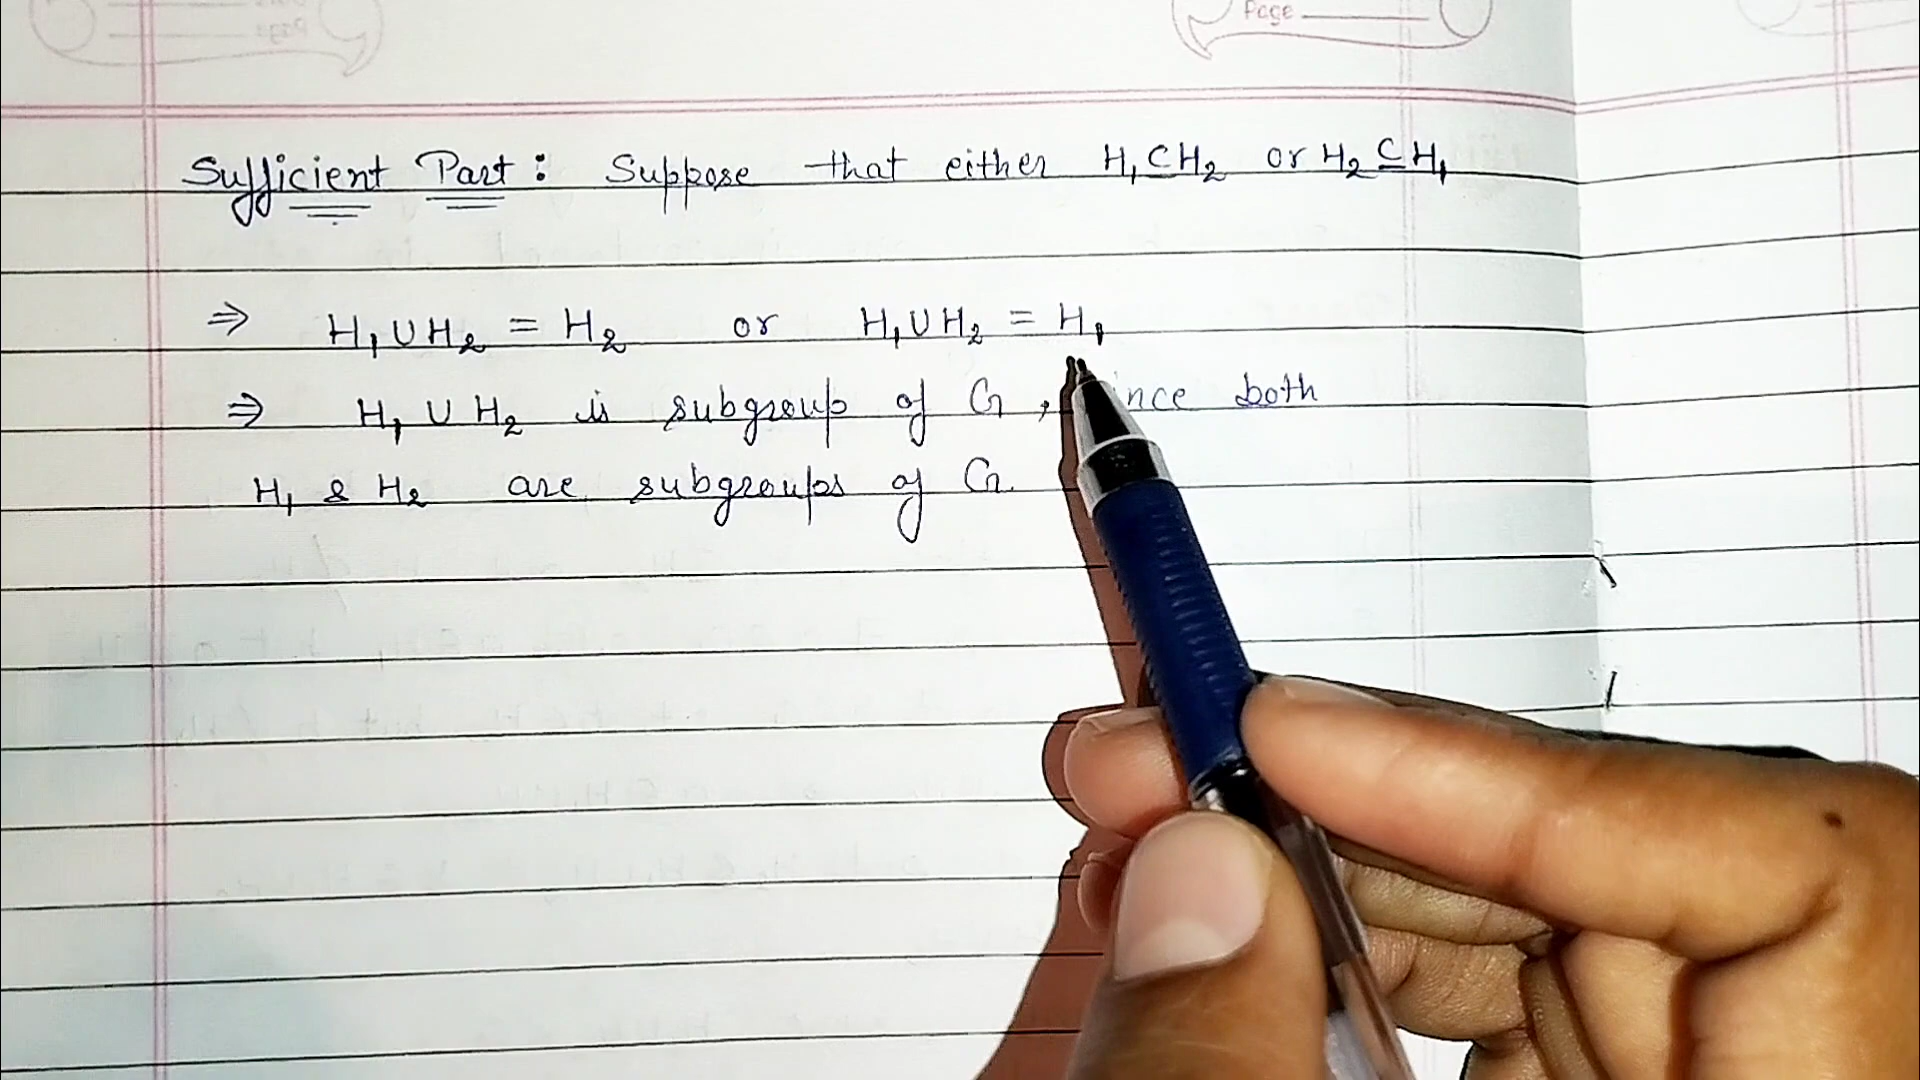 Page
Sufficient Part: Suppose that either H₁⊆H₂ or H₂⊆H₁
⇒ H₁∪H₂ = H₂ or H₁∪H₂ = H₁
⇒ H₁∪H₂ is subgroup of G, both
H₁ & H₂ are subgroups of G.